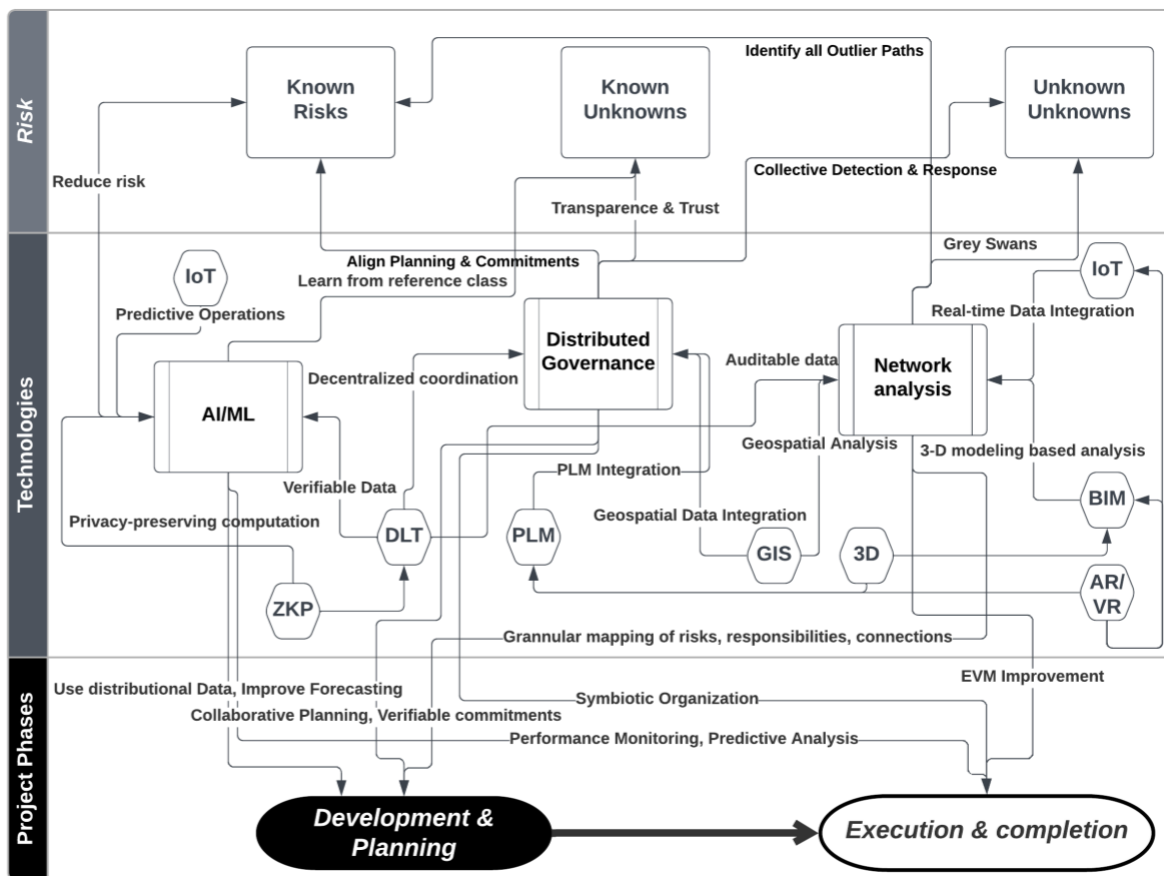 Risk
Known
Risks
Known
Unknowns
Unknown
Unknowns
Identify all Outlier Paths
Collective Detection & Response
Reduce risk
Transparence & Trust
Technologies
IoT
Predictive Operations
Align Planning & Commitments
Learn from reference class
Grey Swans
IoT
Real-time Data Integration
Distributed
Governance
Auditable data
Network
analysis
Decentralized coordination
AI/ML
Geospatial Analysis
3-D modeling based analysis
PLM Integration
Verifiable Data
Privacy-preserving computation
Geospatial Data Integration
DLT
PLM
GIS
3D
BIM
ZKP
AR/
VR
Grannular mapping of risks, responsibilities, connections
Project Phases
EVM Improvement
Use distributional Data, Improve Forecasting
Symbiotic Organization
Collaborative Planning, Verifiable commitments
Performance Monitoring, Predictive Analysis
Development &
Planning
Execution & completion